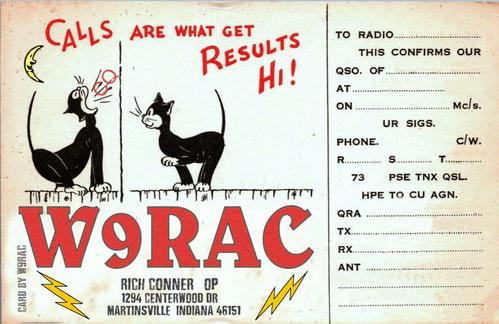 CALLS ARE WHAT GET
RESULTS
HI!
W9RAC
CARD BY W9RAC
RICH CONNER OP
1294 CENTERWOOD DR
MARTINSVILLE INDIANA 46151
TO RADIO
THIS CONFIRMS OUR
QSO. OF
AT
ON Mc/s.
UR SIGS.
PHONE. C/W.
R S T
73 PSE TNX QSL.
HPE TO CU AGN.
QRA
TX
RX
ANT